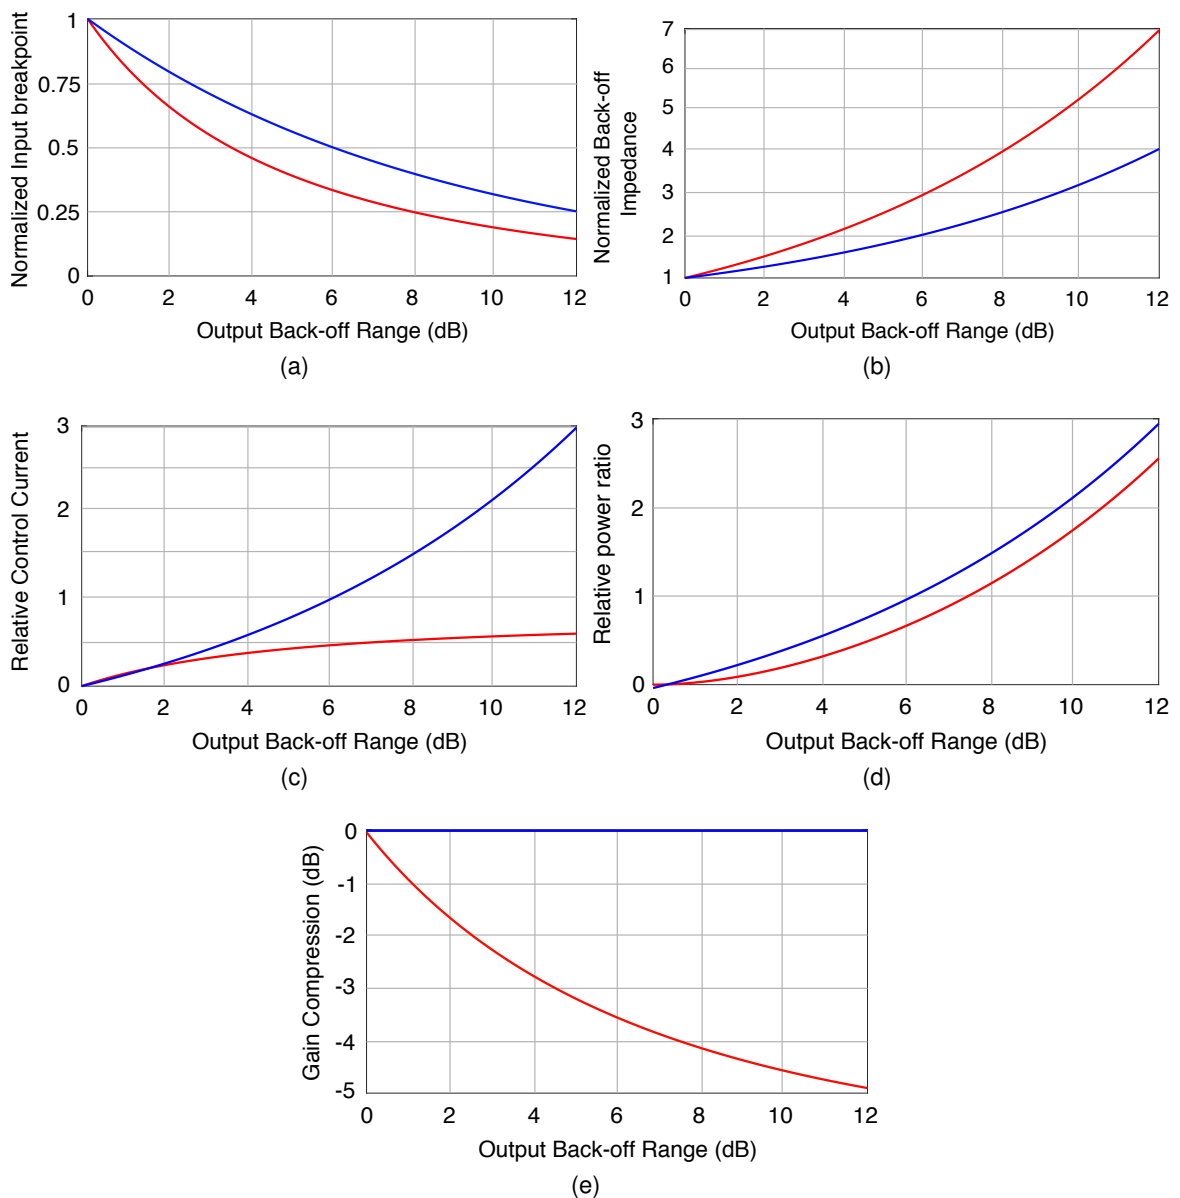 Normalized Input breakpoint
1
0.75
0.5
0.25
0
0 2 4 6 8 10 12
Output Back-off Range (dB)
(a)
Normalized Back-off
Impedance
7
6
5
4
3
2
1
0 2 4 6 8 10 12
Output Back-off Range (dB)
(b)
Relative Control Current
3
2
1
0
0 2 4 6 8 10 12
Output Back-off Range (dB)
(c)
Relative power ratio
3
2
1
0
0 2 4 6 8 10 12
Output Back-off Range (dB)
(d)
Gain Compression (dB)
0
-1
-2
-3
-4
-5
0 2 4 6 8 10 12
Output Back-off Range (dB)
(e)